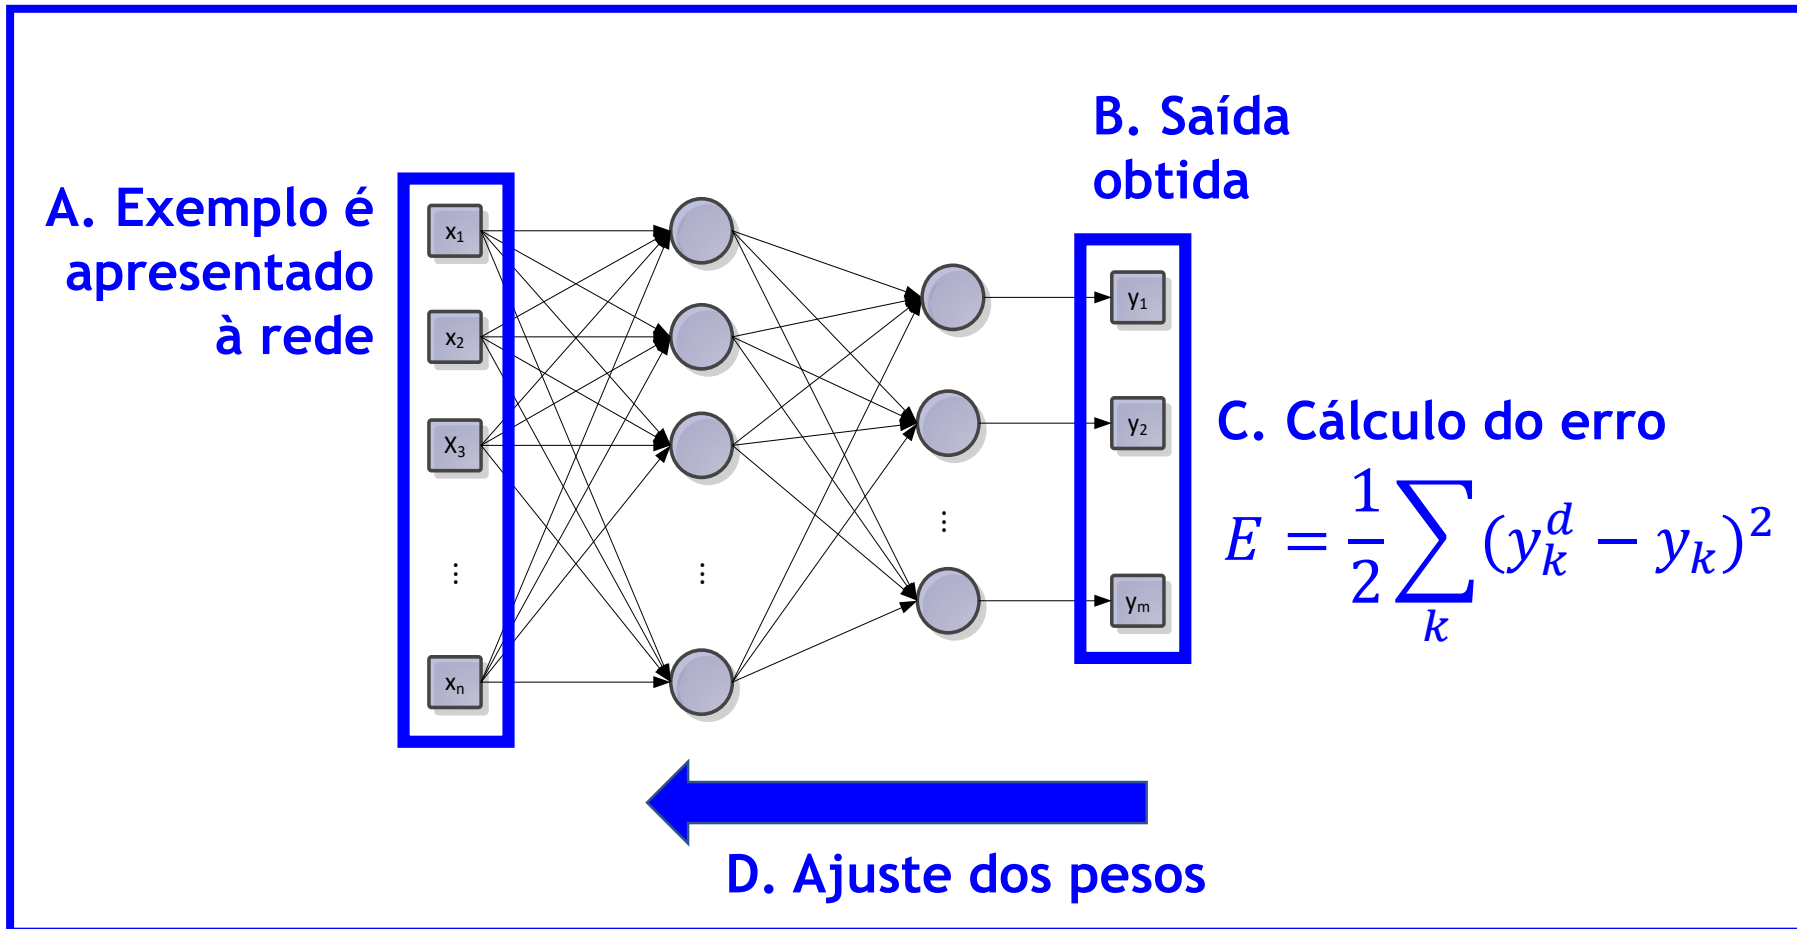 A. Exemplo é
apresentado
à rede
x₁
x₂
X₃
⋮
xₙ
⋮
⋮
B. Saída
obtida
y₁
y₂
yₘ
C. Cálculo do erro
E = 1/2 ∑ₖ (yₖᵈ − yₖ)²
D. Ajuste dos pesos